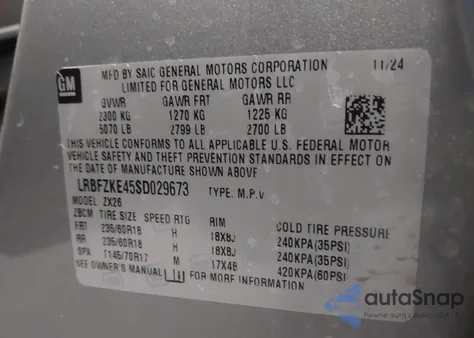 GM
MFD BY SAIC GENERAL MOTORS CORPORATION 11/24
LIMITED FOR GENERAL MOTORS LLC
GVWR GAWR FRT GAWR RR
2300 KG 1270 KG 1225 KG
5070 LB 2799 LB 2700 LB
THIS VEHICLE CONFORMS TO ALL APPLICABLE U.S. FEDERAL MOTOR
VEHICLE SAFETY AND THEFT PREVENTION STANDARDS IN EFFECT ON
THE DATE OF MANUFACTURE SHOWN ABOVE
LRBFZKE45SD029673 TYPE. M.P.V
MODEL ZX26
ZBCM TIRE SIZE SPEED RTG RIM COLD TIRE PRESSURE
FRT 235/60R18 H 18X8J 240KPA(35PSI)
RR 235/60R18 H 18X8J 240KPA(35PSI)
SPA T145/70R17 M 17X4B 420KPA(60PSI)
SEE OWNER'S MANUAL FOR MORE INFORMATION
autoSnap